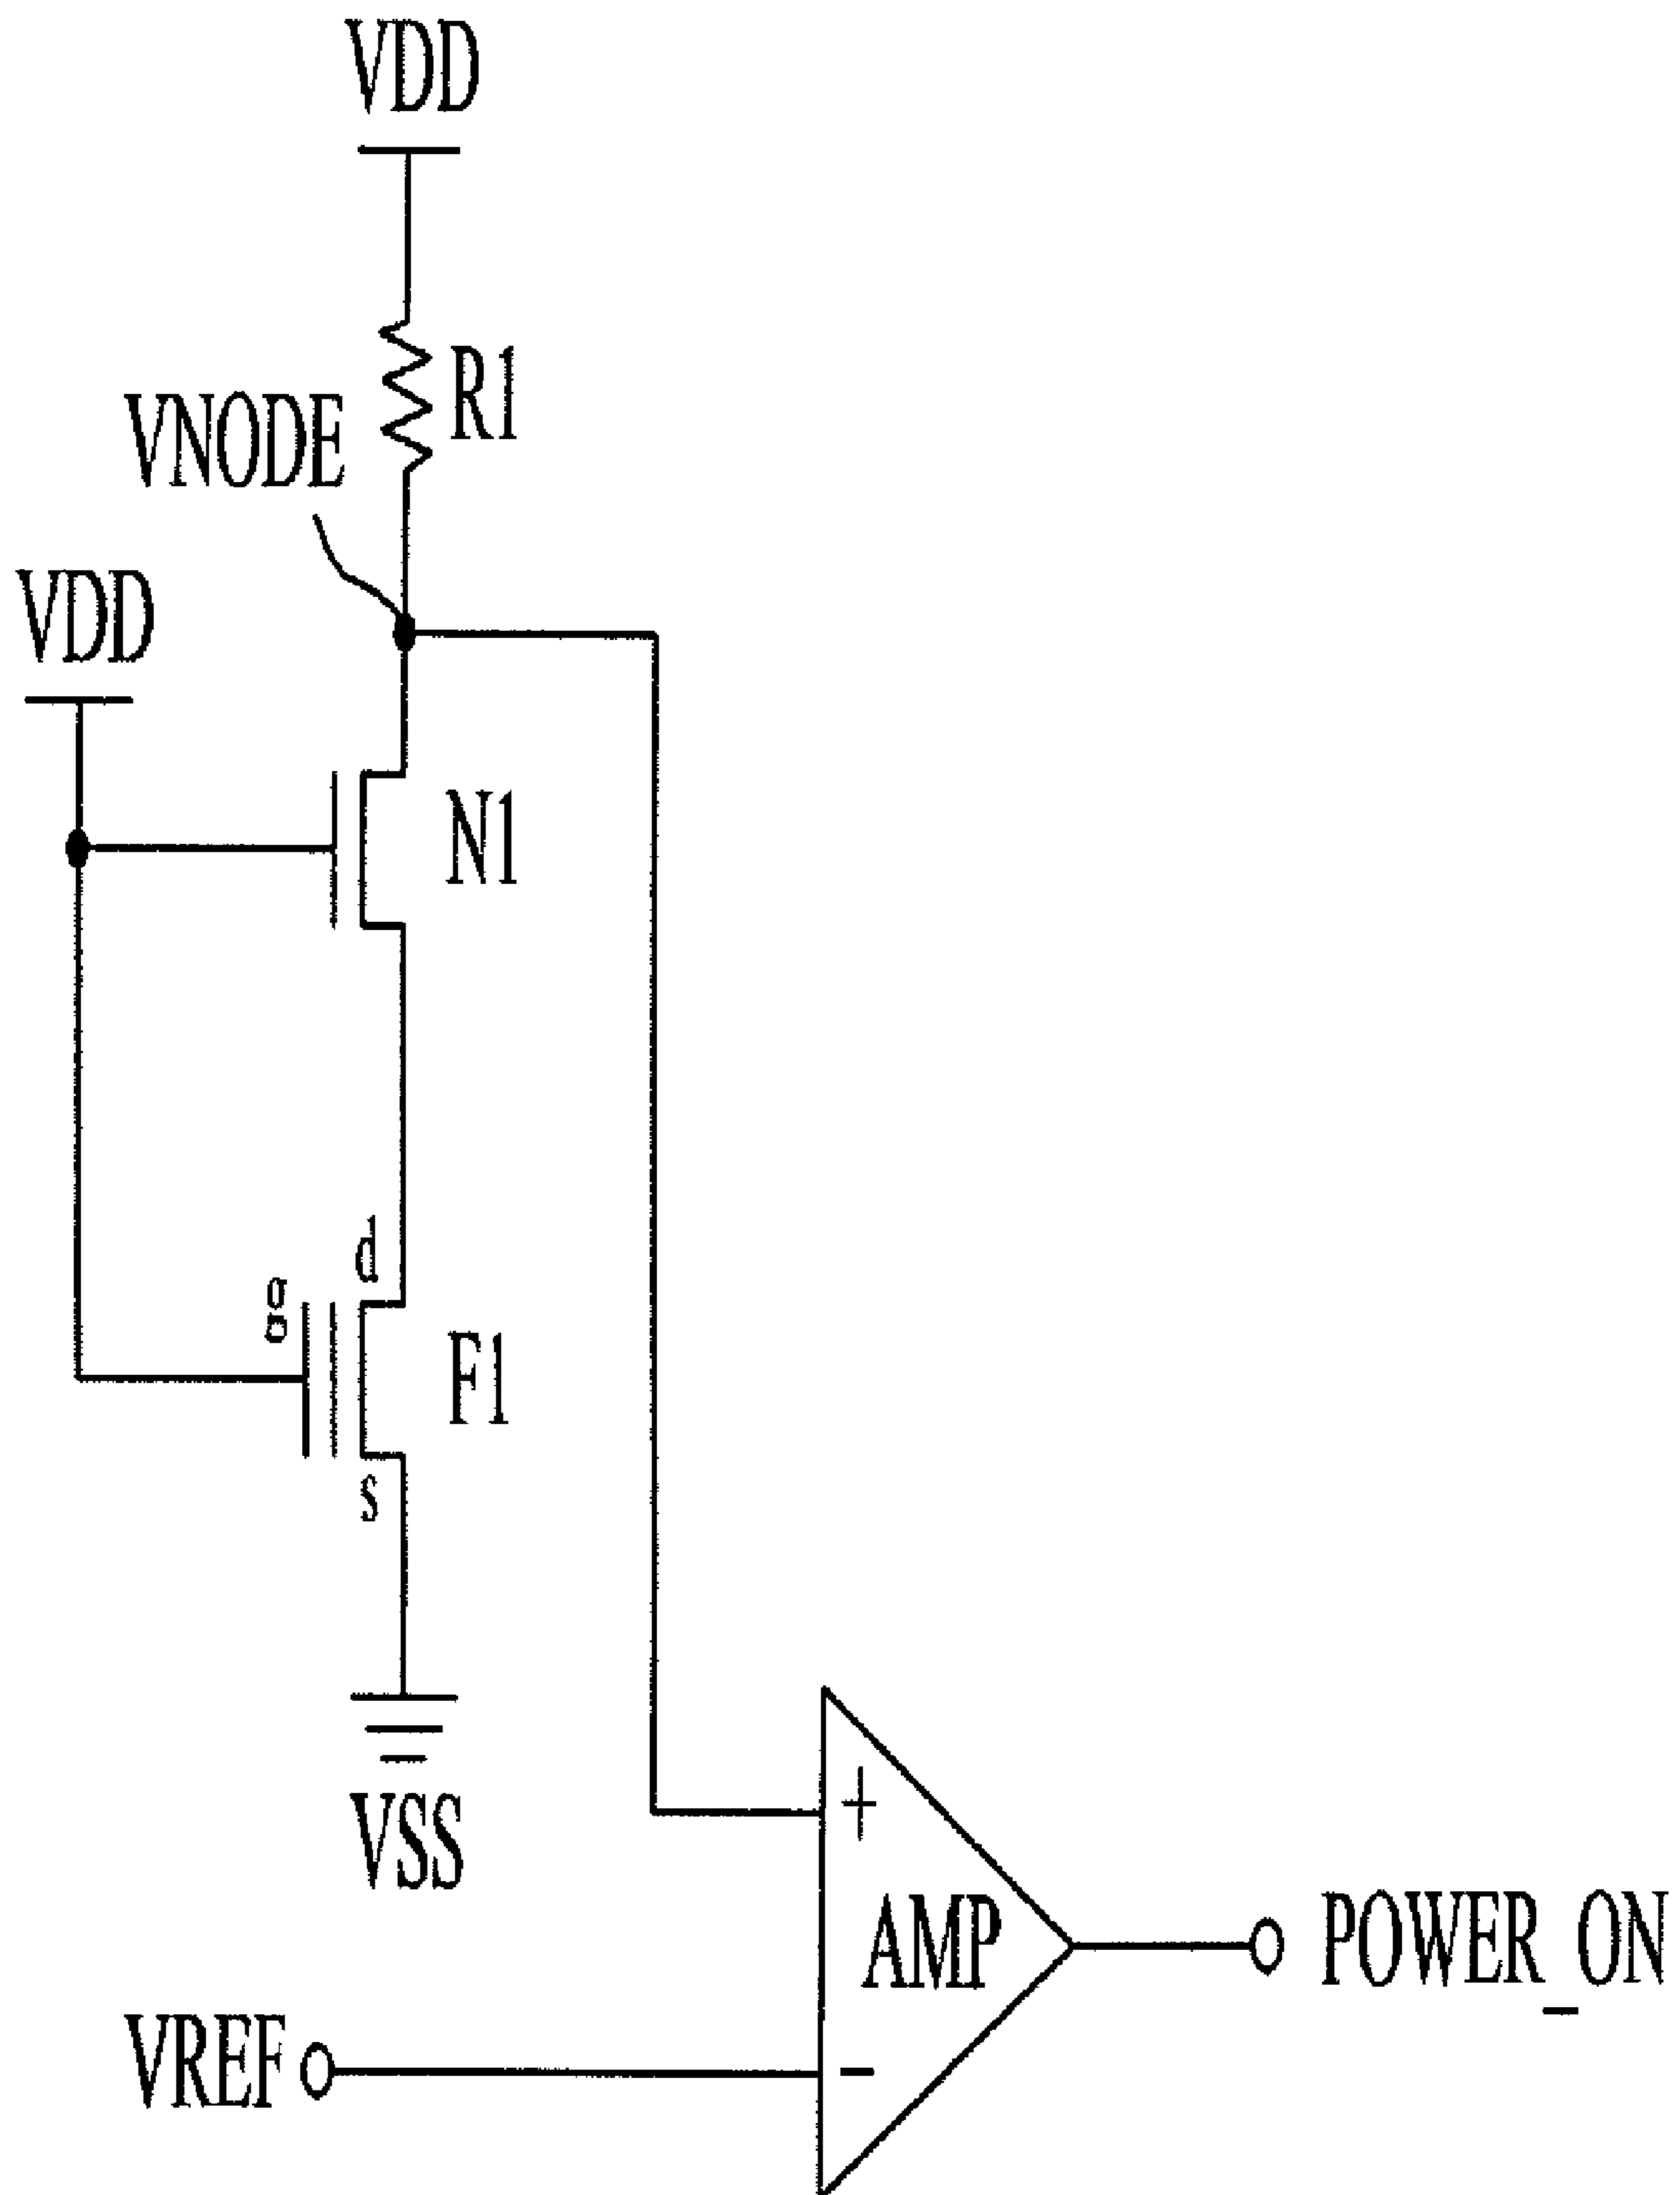 VDD
R1
VNODE
VDD
N1
d
g
F1
s
VSS
+
AMP
POWER_ON
VREF
-